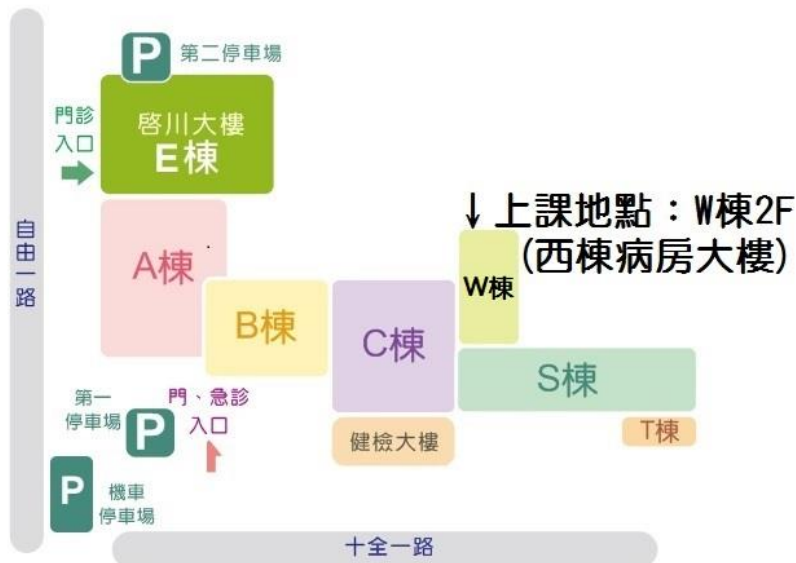 P 第二停車場
門診
入口
啓川大樓
E棟
自由一路
↓上課地點：W棟2F
(西棟病房大樓)
A棟
W棟
B棟
C棟
S棟
第一
停車場
P
門、急診
入口
健檢大樓
T棟
P
機車
停車場
十全一路